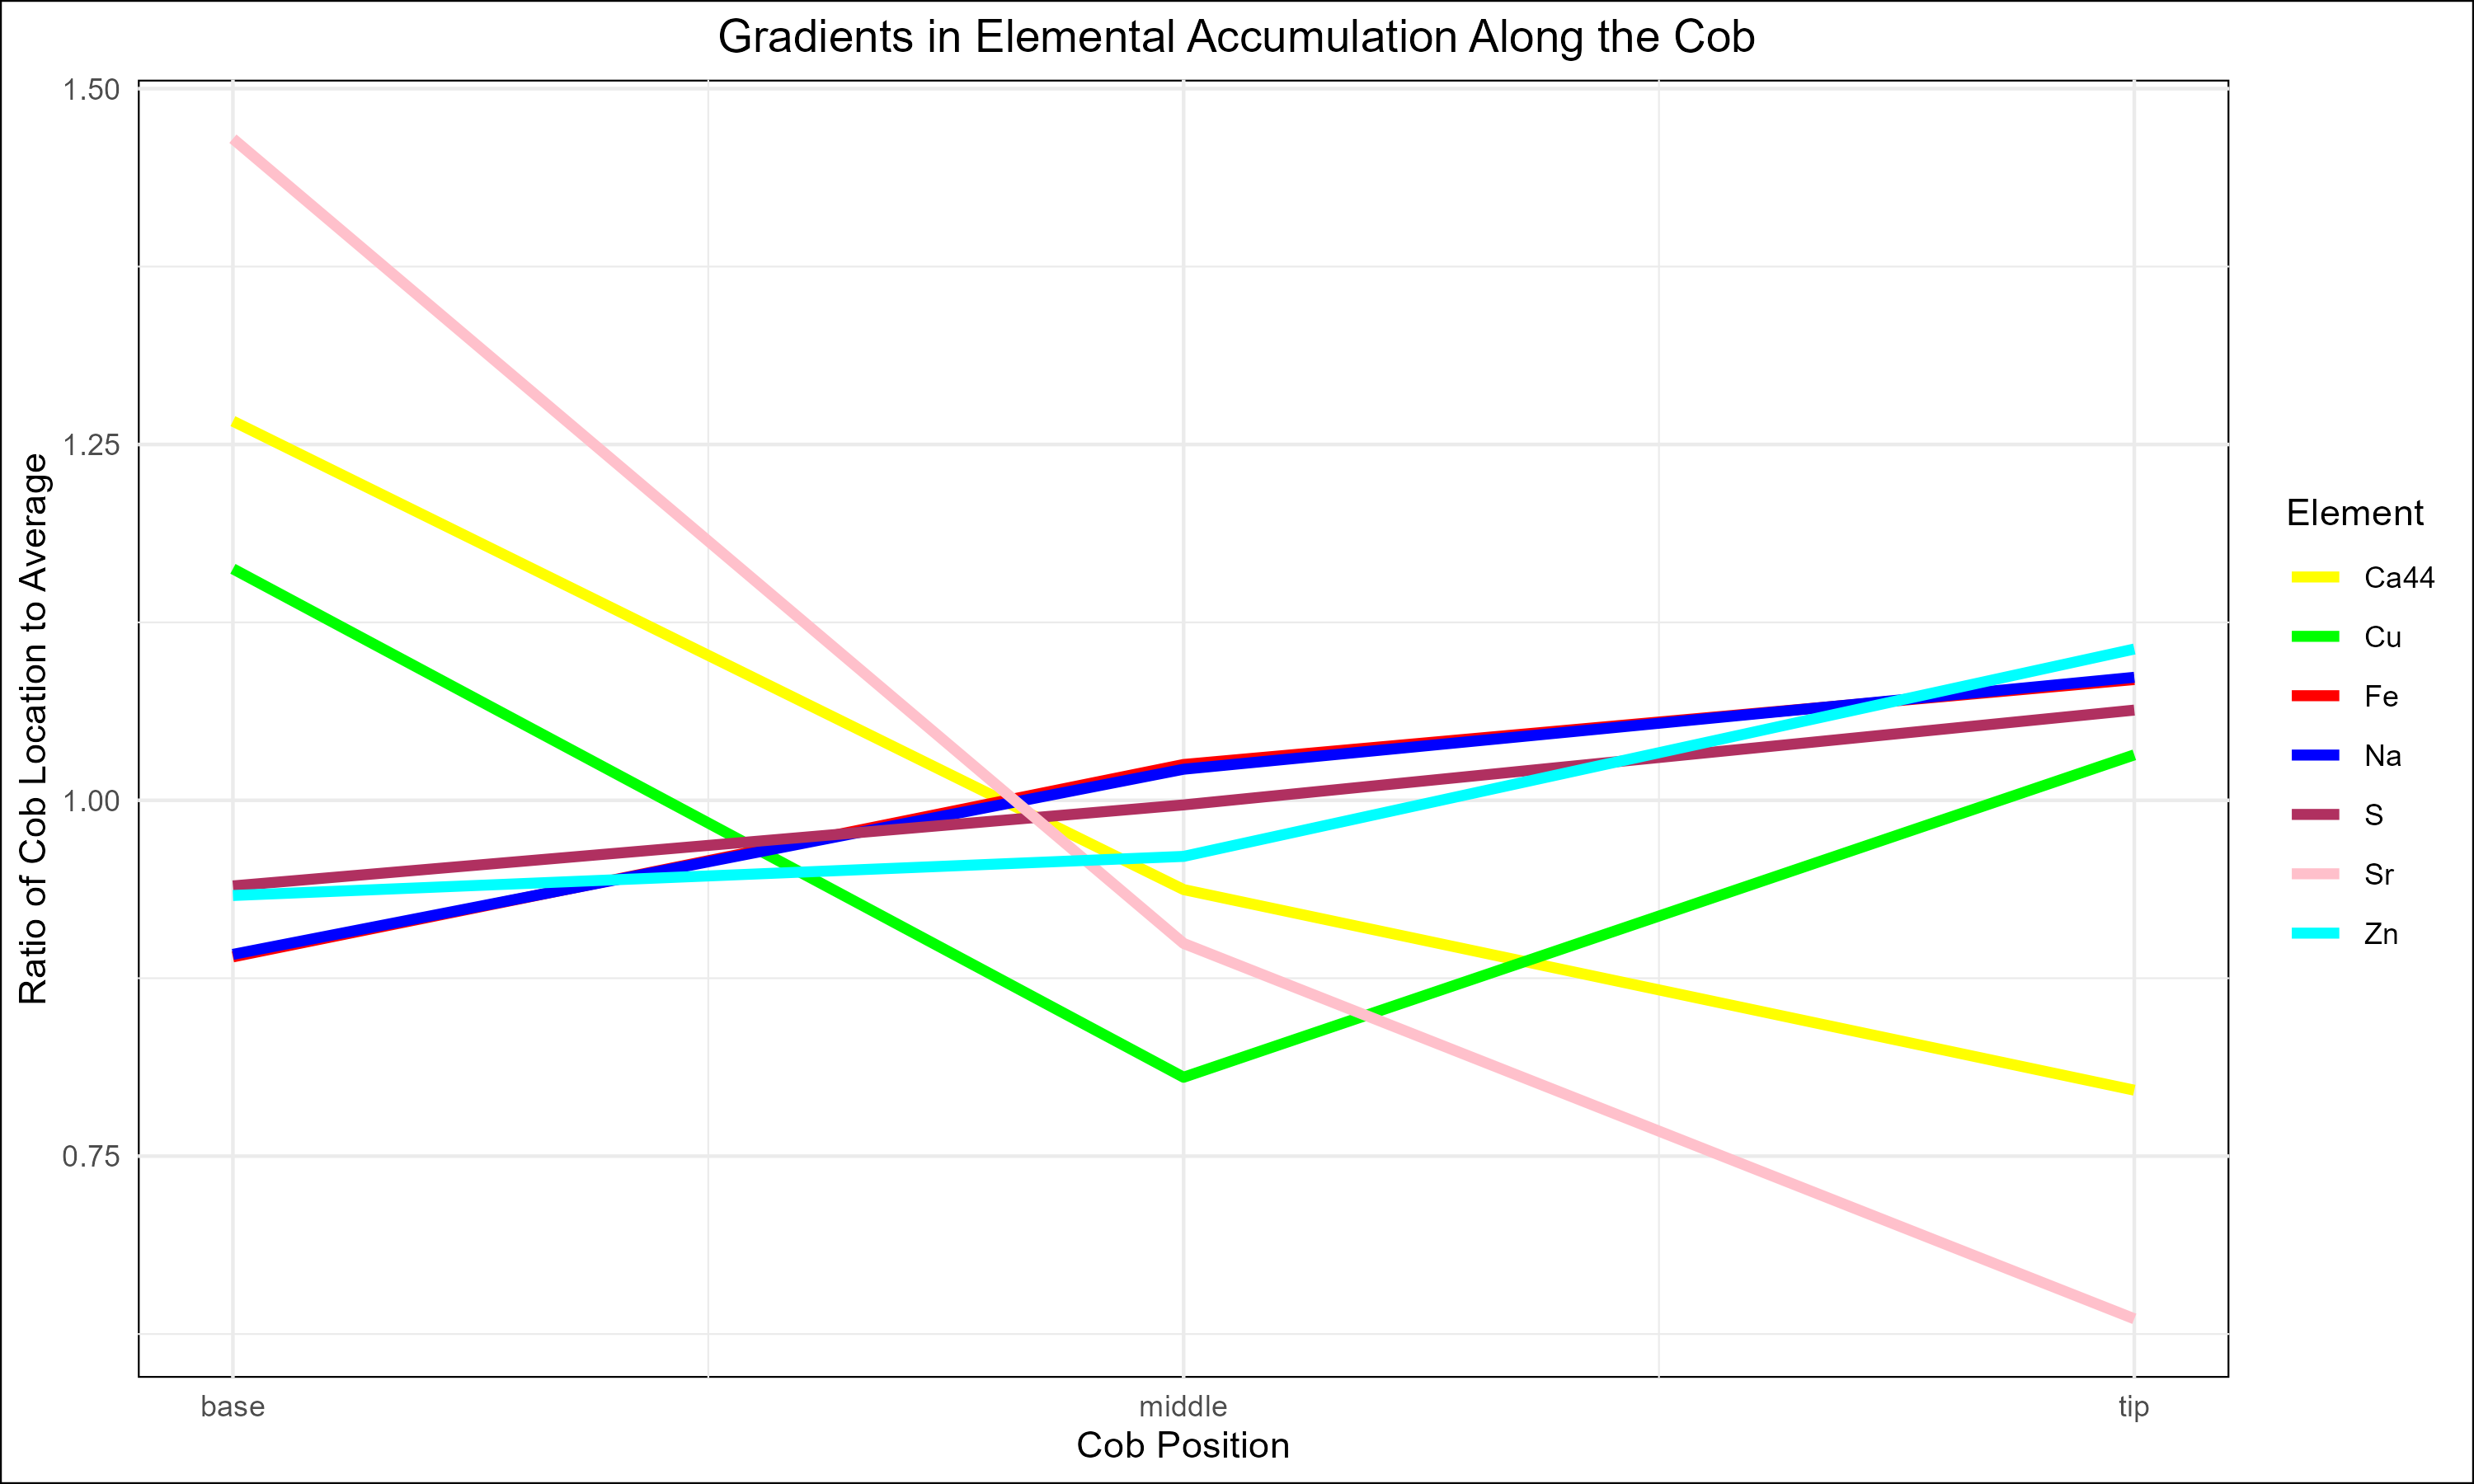 Gradients in Elemental Accumulation Along the Cob
Ratio of Cob Location to Average
1.50
1.25
1.00
0.75
base
middle
tip
Cob Position
Element
Ca44
Cu
Fe
Na
S
Sr
Zn